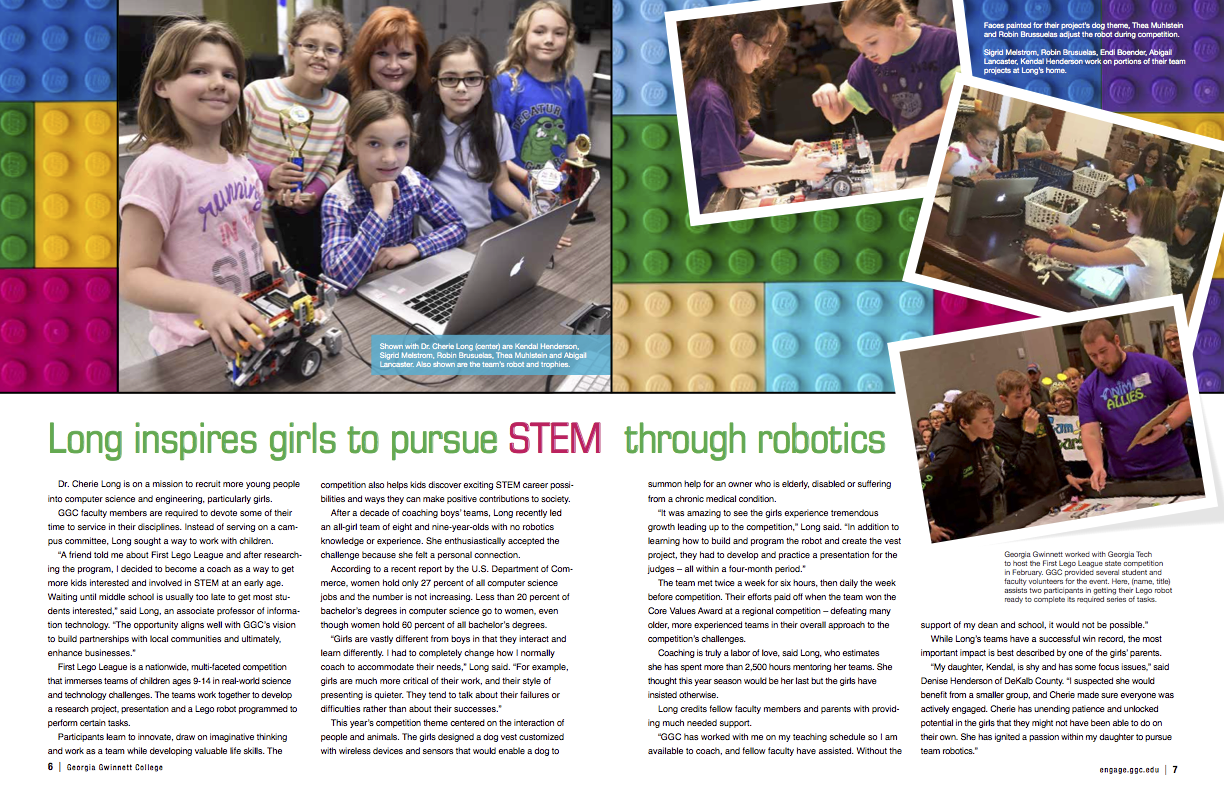 Faces painted for their project's dog theme, Thea Muhlstein
and Robin Brussuelas adjust the robot during competition.
Sigrid Melstrom, Robin Brusuelas, Endi Boender, Abigail
Lancaster, Kendal Henderson work on portions of their team
projects at Long's home.
running
IN
DECATUR
ANIMAL
ALLIES
Shown with Dr. Cherie Long (center) are Kendal Henderson,
Sigrid Melstrom, Robin Brusuelas, Thea Muhlstein and Abigail
Lancaster. Also shown are the team's robot and trophies.
Long inspires girls to pursue STEM through robotics
Dr. Cherie Long is on a mission to recruit more young people
into computer science and engineering, particularly girls.
GGC faculty members are required to devote some of their
time to service in their disciplines. Instead of serving on a cam-
pus committee, Long sought a way to work with children.
"A friend told me about First Lego League and after research-
ing the program, I decided to become a coach as a way to get
more kids interested and involved in STEM at an early age.
Waiting until middle school is usually too late to get most stu-
dents interested," said Long, an associate professor of informa-
tion technology. "The opportunity aligns well with GGC's vision
to build partnerships with local communities and ultimately,
enhance businesses."
First Lego League is a nationwide, multi-faceted competition
that immerses teams of children ages 9-14 in real-world science
and technology challenges. The teams work together to develop
a research project, presentation and a Lego robot programmed to
perform certain tasks.
Participants learn to innovate, draw on imaginative thinking
and work as a team while developing valuable life skills. The
competition also helps kids discover exciting STEM career possi-
bilities and ways they can make positive contributions to society.
After a decade of coaching boys' teams, Long recently led
an all-girl team of eight and nine-year-olds with no robotics
knowledge or experience. She enthusiastically accepted the
challenge because she felt a personal connection.
According to a recent report by the U.S. Department of Com-
merce, women hold only 27 percent of all computer science
jobs and the number is not increasing. Less than 20 percent of
bachelor's degrees in computer science go to women, even
though women hold 60 percent of all bachelor's degrees.
"Girls are vastly different from boys in that they interact and
learn differently. I had to completely change how I normally
coach to accommodate their needs," Long said. "For example,
girls are much more critical of their work, and their style of
presenting is quieter. They tend to talk about their failures or
difficulties rather than about their successes."
This year's competition theme centered on the interaction of
people and animals. The girls designed a dog vest customized
with wireless devices and sensors that would enable a dog to
summon help for an owner who is elderly, disabled or suffering
from a chronic medical condition.
"It was amazing to see the girls experience tremendous
growth leading up to the competition," Long said. "In addition to
learning how to build and program the robot and create the vest
project, they had to develop and practice a presentation for the
judges – all within a four-month period."
The team met twice a week for six hours, then daily the week
before competition. Their efforts paid off when the team won the
Core Values Award at a regional competition – defeating many
older, more experienced teams in their overall approach to the
competition's challenges.
Coaching is truly a labor of love, said Long, who estimates
she has spent more than 2,500 hours mentoring her teams. She
thought this year season would be her last but the girls have
insisted otherwise.
Long credits fellow faculty members and parents with provid-
ing much needed support.
"GGC has worked with me on my teaching schedule so I am
available to coach, and fellow faculty have assisted. Without the
Georgia Gwinnett worked with Georgia Tech
to host the First Lego League state competition
in February. GGC provided several student and
faculty volunteers for the event. Here, (name, title)
assists two participants in getting their Lego robot
ready to complete its required series of tasks.
support of my dean and school, it would not be possible."
While Long's teams have a successful win record, the most
important impact is best described by one of the girls' parents.
"My daughter, Kendal, is shy and has some focus issues," said
Denise Henderson of DeKalb County. "I suspected she would
benefit from a smaller group, and Cherie made sure everyone was
actively engaged. Cherie has unending patience and unlocked
potential in the girls that they might not have been able to do on
their own. She has ignited a passion within my daughter to pursue
team robotics."
6 | Georgia Gwinnett College
engage.ggc.edu | 7